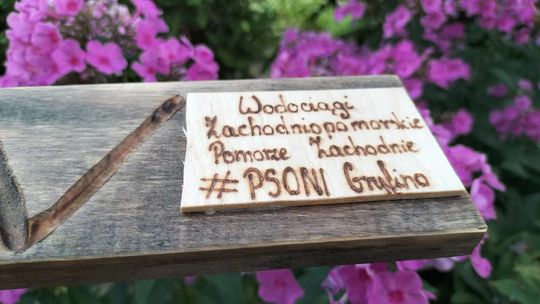 Wodociągi
Zachodniopomorskie
Pomorze Zachodnie
#PSONI Gryfino